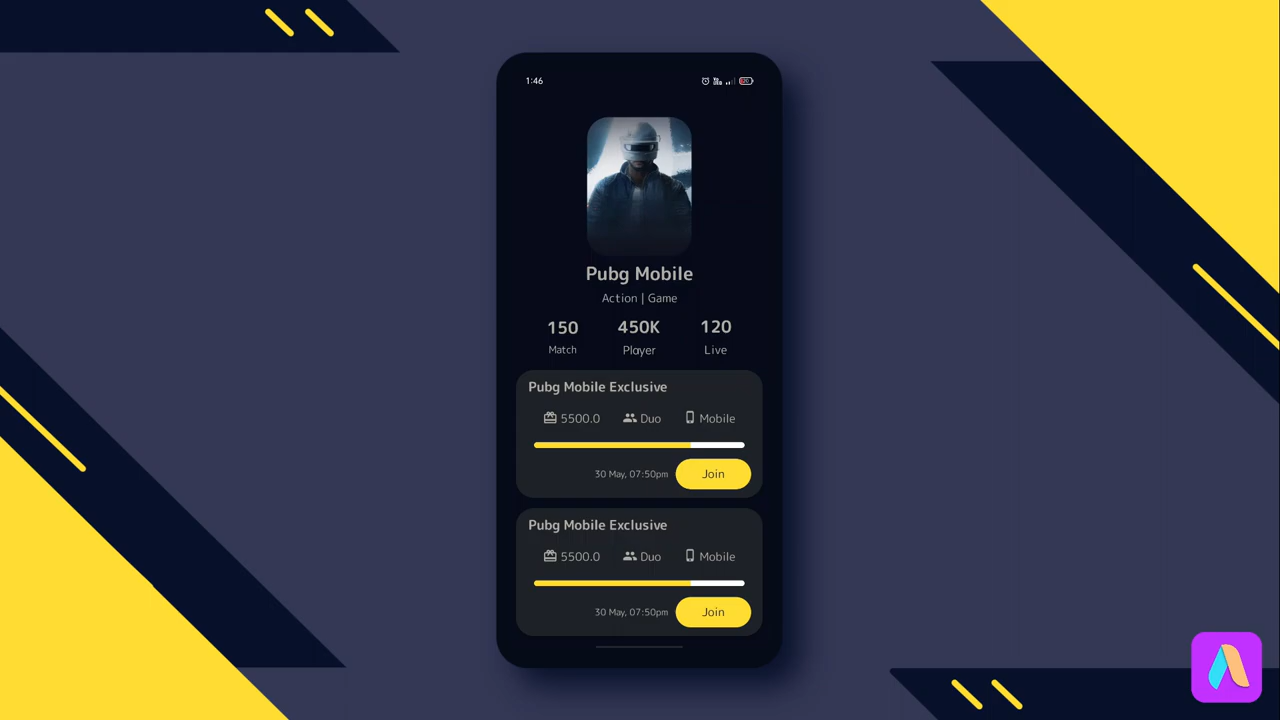 1:46
Pubg Mobile
Action | Game
150 450K 120
Match Player Live
Pubg Mobile Exclusive
5500.0 Duo Mobile
30 May, 07:50pm Join
Pubg Mobile Exclusive
5500.0 Duo Mobile
30 May, 07:50pm Join